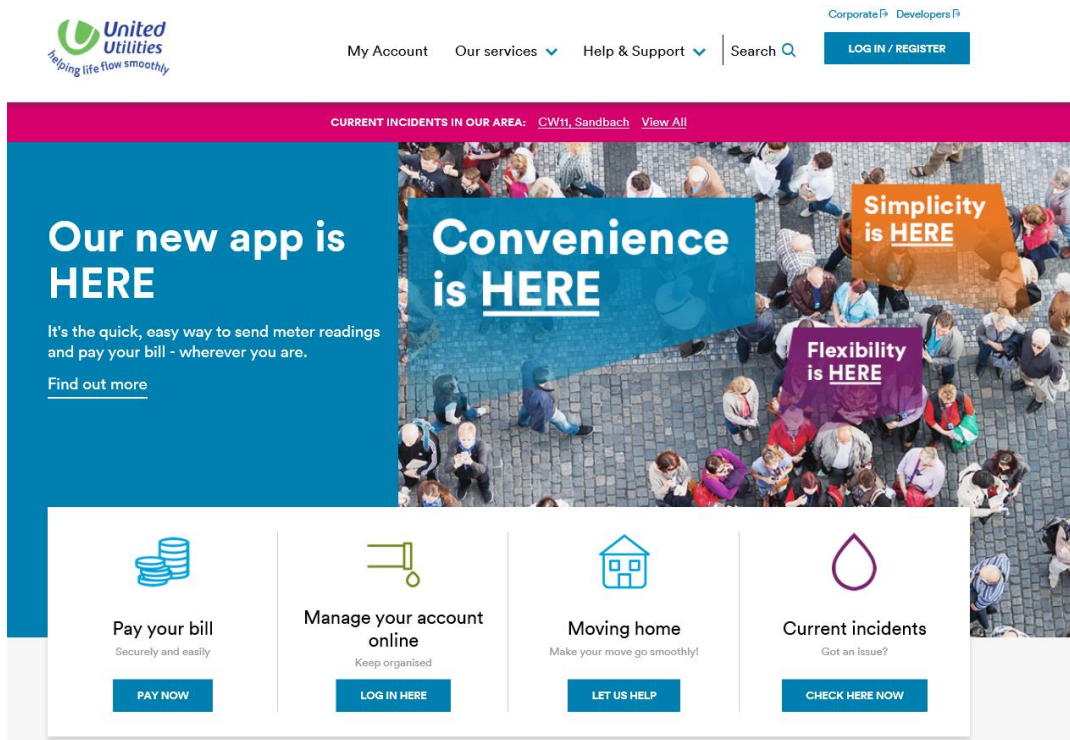 Corporate
Developers
United
Utilities
helping life flow smoothly
My Account
Our services
Help & Support
Search
LOG IN / REGISTER
CURRENT INCIDENTS IN OUR AREA: CW11, Sandbach View All
Our new app is
HERE
It's the quick, easy way to send meter readings
and pay your bill - wherever you are.
Find out more
Convenience
is HERE
Simplicity
is HERE
Flexibility
is HERE
Pay your bill
Securely and easily
PAY NOW
Manage your account
online
Keep organised
LOG IN HERE
Moving home
Make your move go smoothly!
LET US HELP
Current incidents
Got an issue?
CHECK HERE NOW